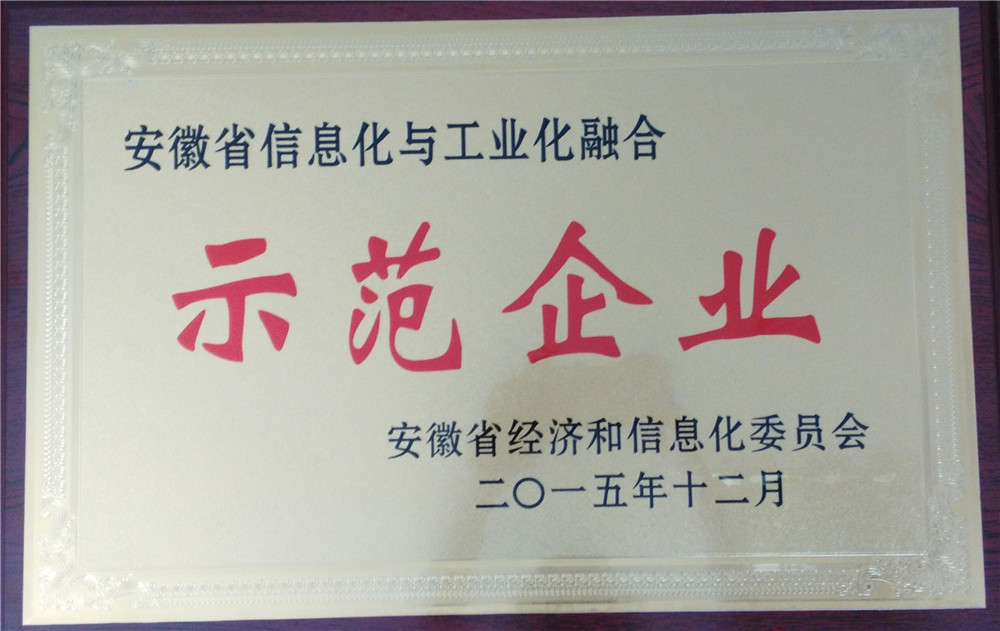 安徽省信息化与工业化融合
示范企业
安徽省经济和信息化委员会
二〇一五年十二月